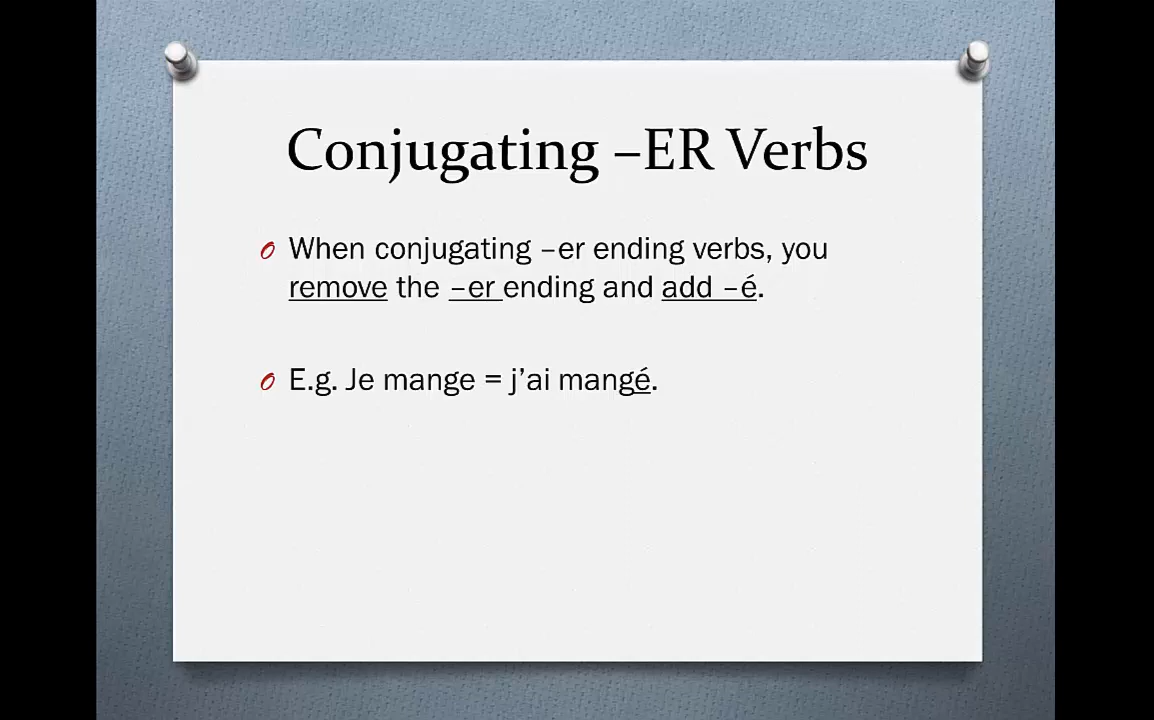 Conjugating –ER Verbs
When conjugating –er ending verbs, you
remove the –er ending and add –é.
E.g. Je mange = j’ai mangé.